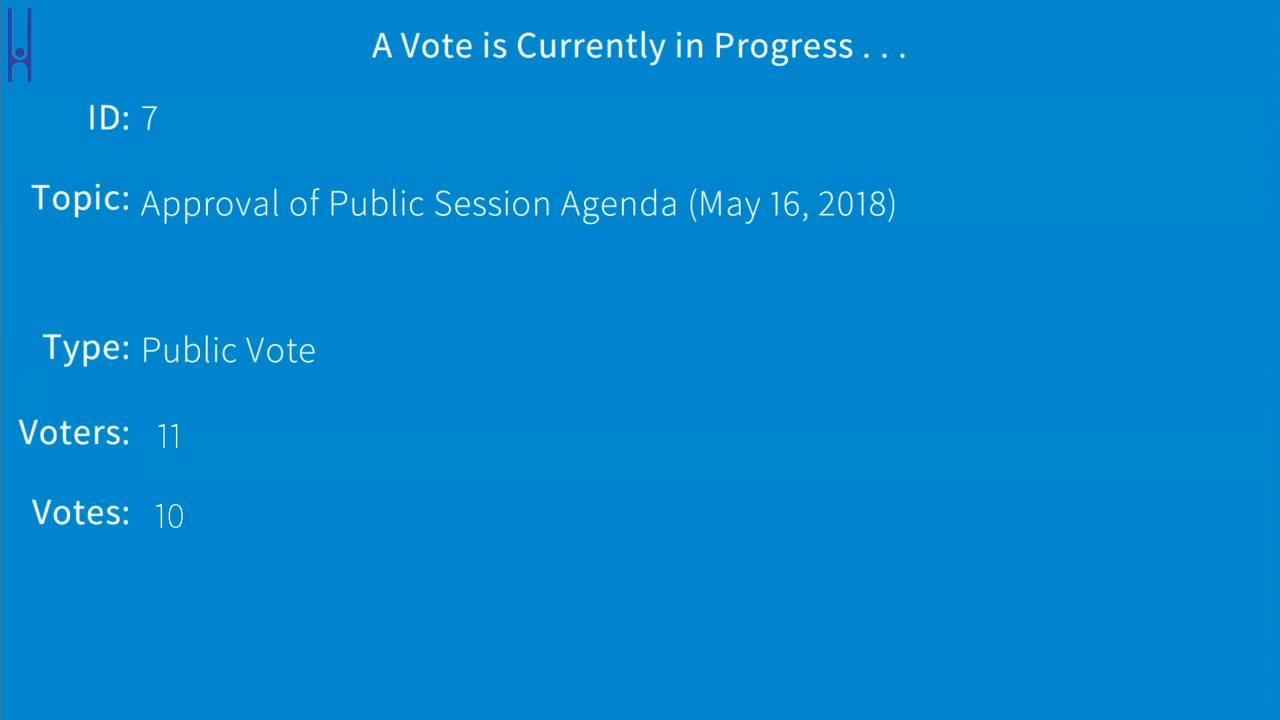 A Vote is Currently in Progress . . .
ID: 7
Topic: Approval of Public Session Agenda (May 16, 2018)
Type: Public Vote
Voters: 11
Votes: 10